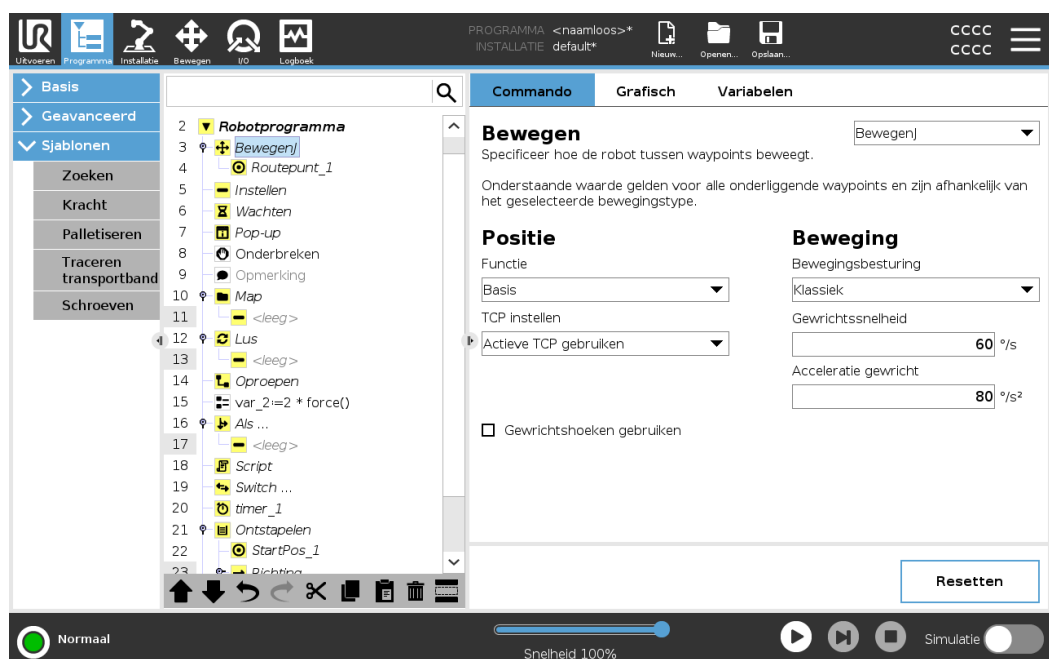 PROGRAMMA <naamloos>*
INSTALLATIE default*
Uitvoeren Programma Installatie Bewegen I/O Logboek
Nieuw... Openen... Opslaan...
cccc
cccc
Basis
Geavanceerd
Sjablonen
Zoeken
Kracht
Palletiseren
Traceren
transportband
Schroeven
2 Robotprogramma
3 BewegenJ
4 Routepunt_1
5 Instellen
6 Wachten
7 Pop-up
8 Onderbreken
9 Opmerking
10 Map
11 <leeg>
12 Lus
13 <leeg>
14 Oproepen
15 var_2:=2 * force()
16 Als ...
17 <leeg>
18 Script
19 Switch ...
20 timer_1
21 Ontstapelen
22 StartPos_1
23 Richting
Commando Grafisch Variabelen
Bewegen
BewegenJ
Specificeer hoe de robot tussen waypoints beweegt.
Onderstaande waarde gelden voor alle onderliggende waypoints en zijn afhankelijk van
het geselecteerde bewegingstype.
Positie
Functie
Basis
TCP instellen
Actieve TCP gebruiken
Gewrichtshoeken gebruiken
Beweging
Bewegingsbesturing
Klassiek
Gewrichtssnelheid
60 °/s
Acceleratie gewricht
80 °/s²
Resetten
Normaal
Snelheid 100%
Simulatie